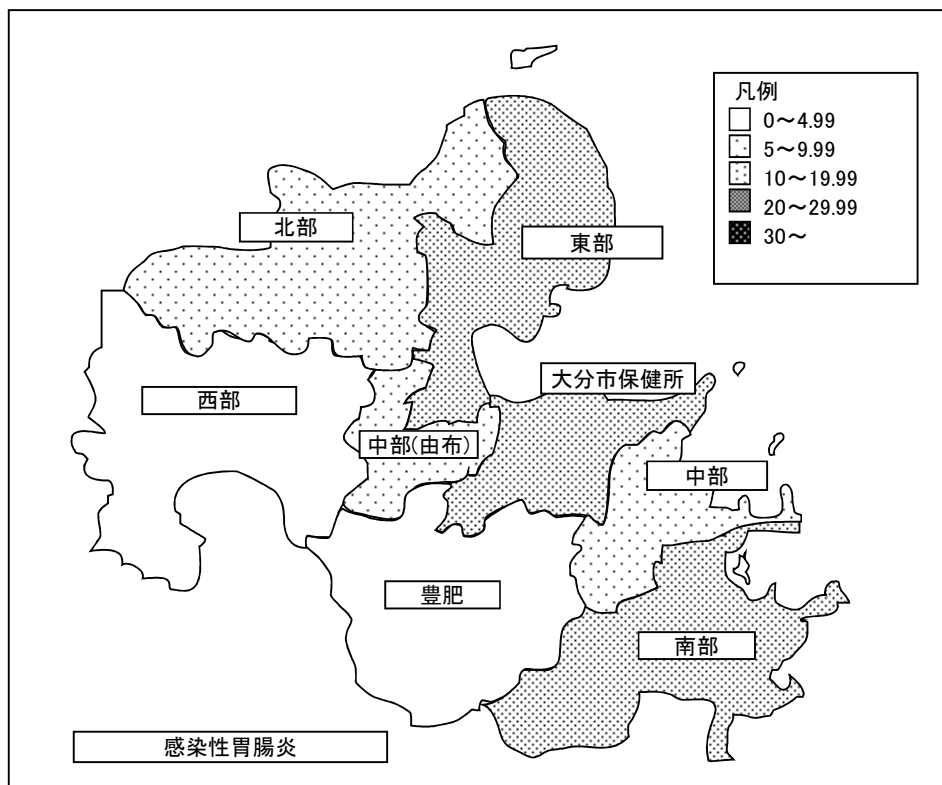 凡例
0～4.99
5～9.99
10～19.99
20～29.99
30～
北部
東部
西部
大分市保健所
中部(由布)
中部
豊肥
南部
感染性胃腸炎